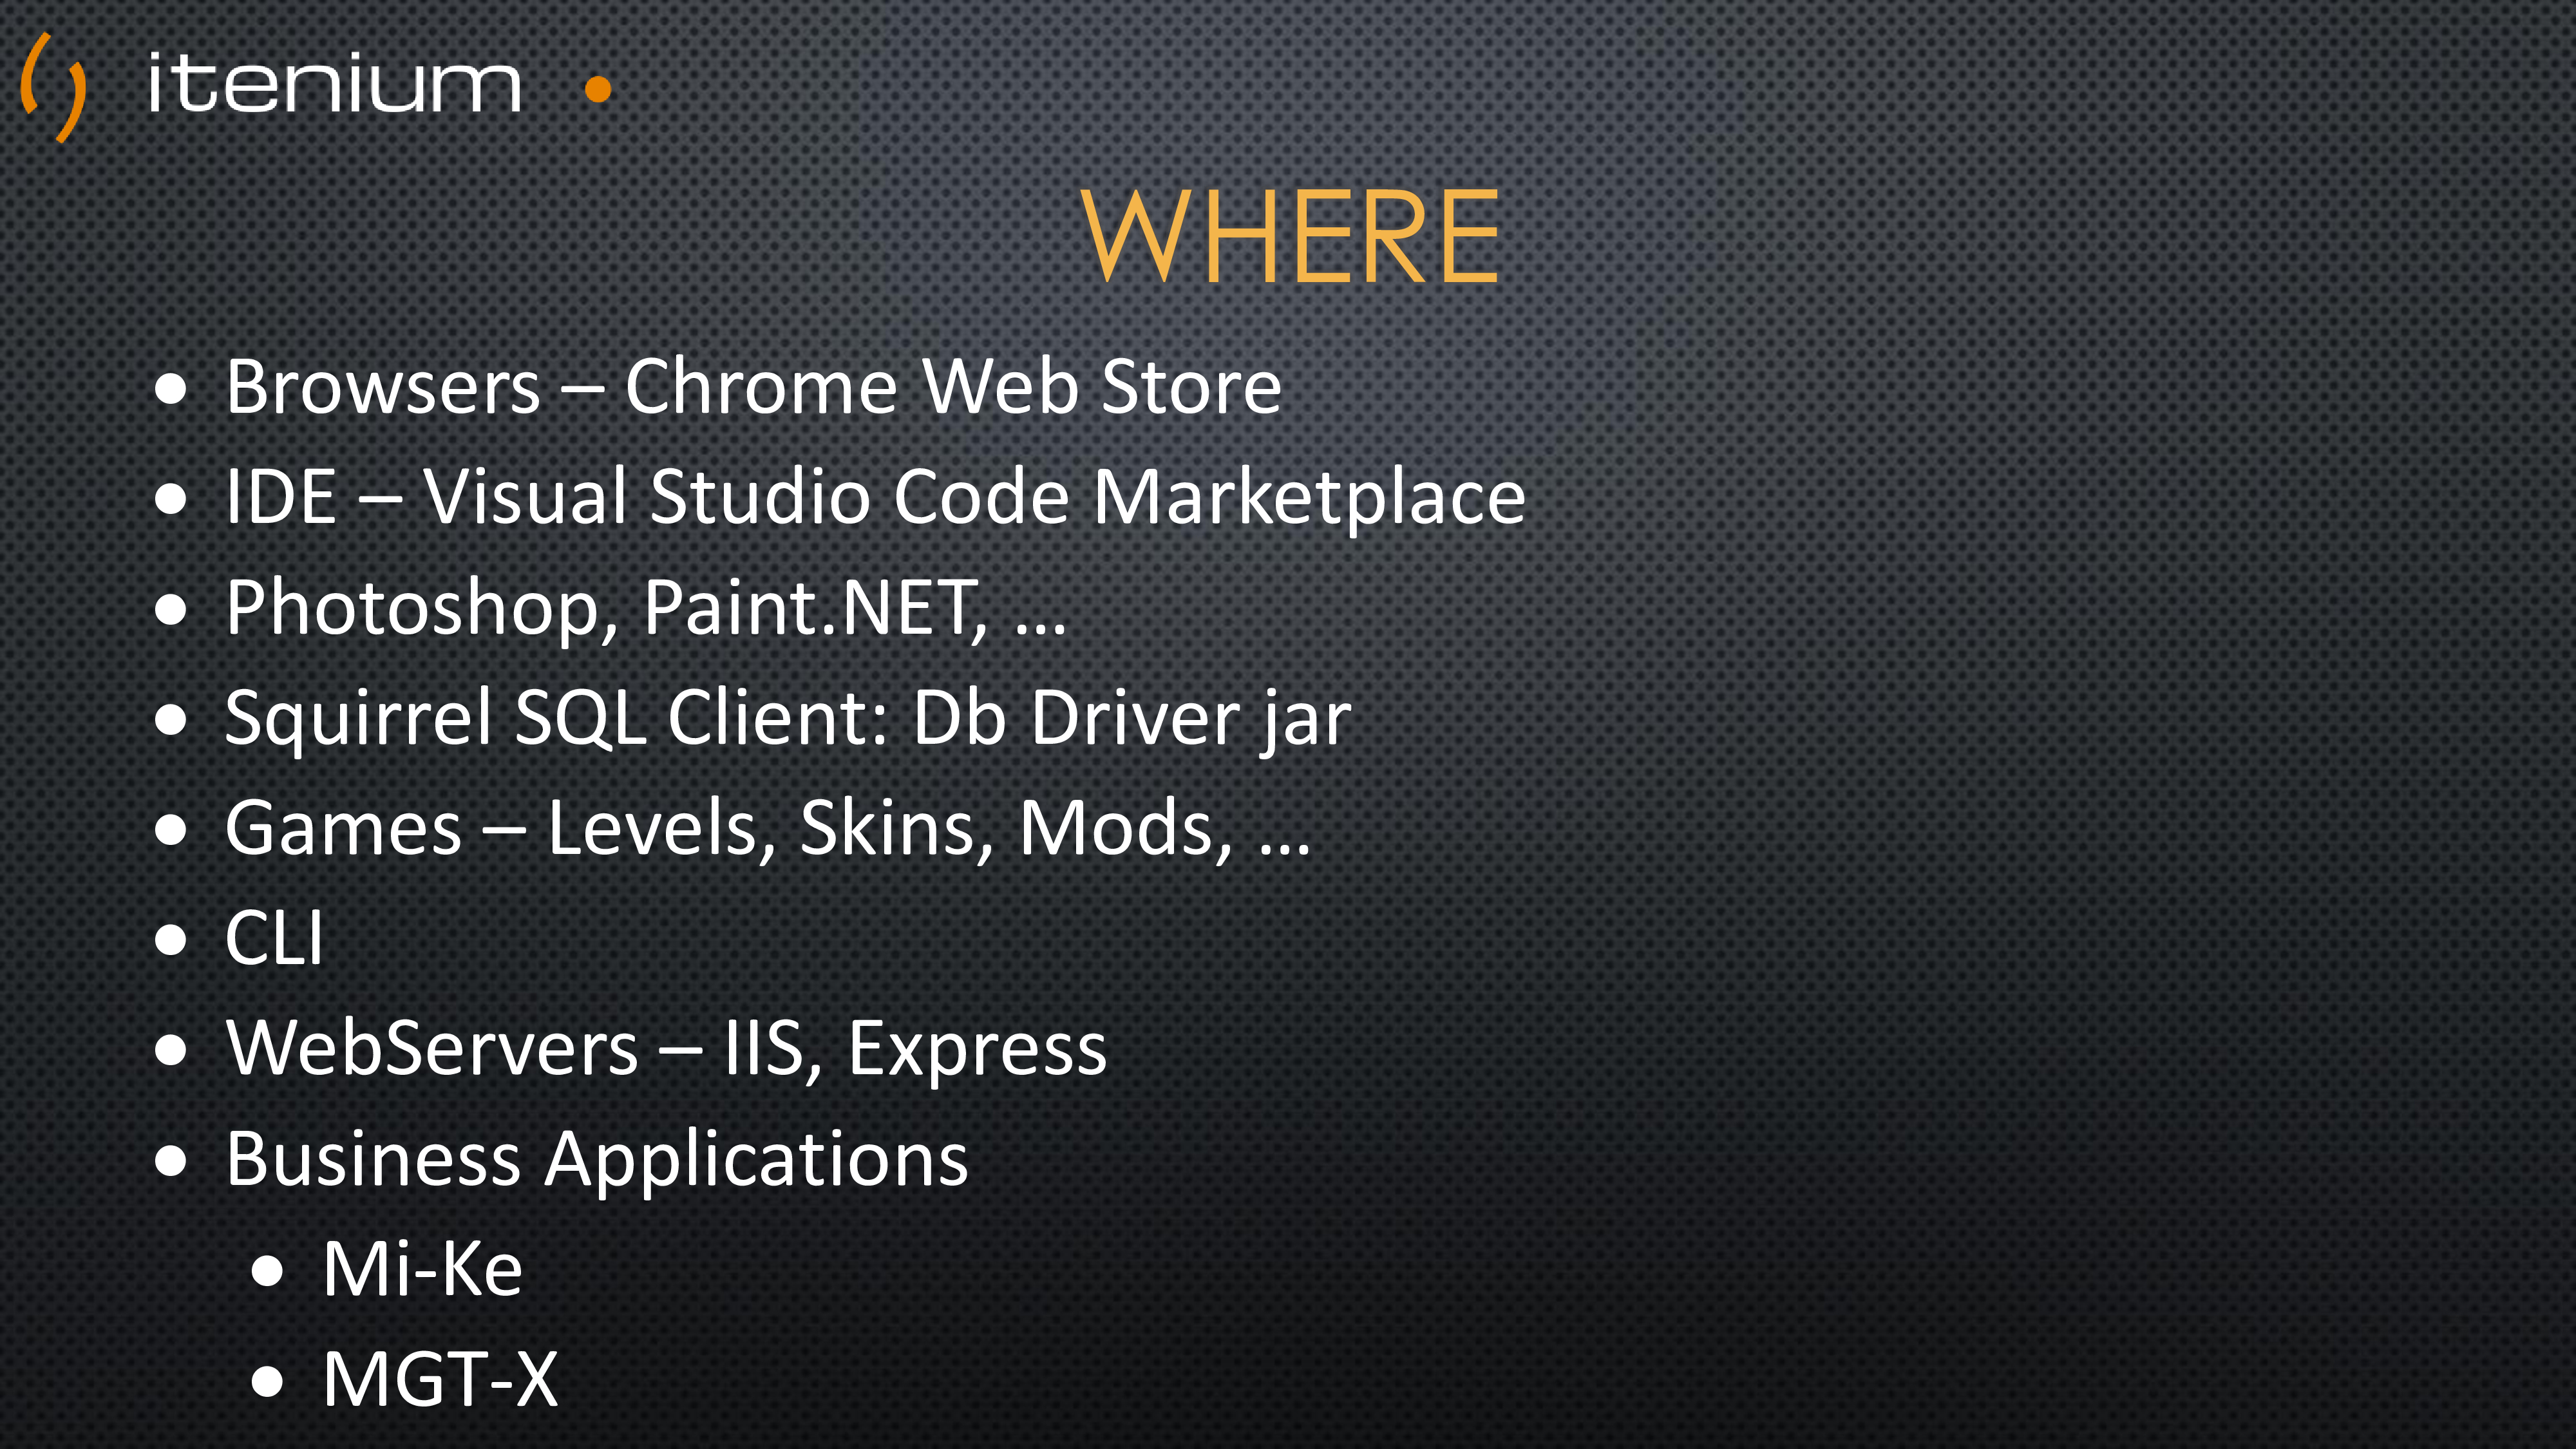 itenium
WHERE
• Browsers – Chrome Web Store
• IDE – Visual Studio Code Marketplace
• Photoshop, Paint.NET, …
• Squirrel SQL Client: Db Driver jar
• Games – Levels, Skins, Mods, …
• CLI
• WebServers – IIS, Express
• Business Applications
• Mi-Ke
• MGT-X